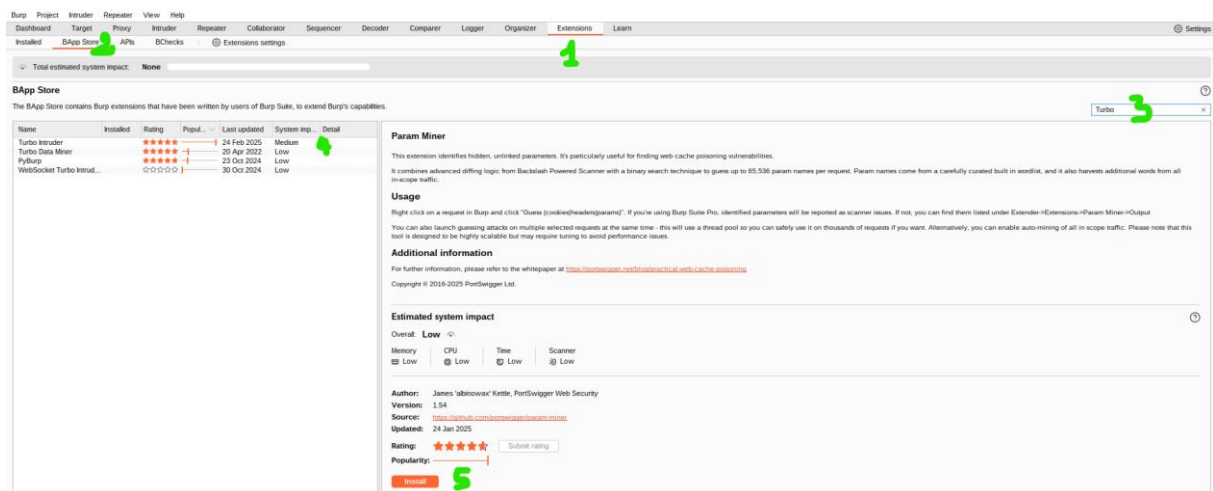 Burp Project Intruder Repeater View Help
Dashboard Target Proxy Intruder Repeater Collaborator Sequencer Decoder Comparer Logger Organizer Extensions Learn Settings
Installed BApp Store APIs BChecks Extensions settings
2
1
Total estimated system impact: None
BApp Store
The BApp Store contains Burp extensions that have been written by users of Burp Suite, to extend Burp's capabilities.
Turbo ×
3
Name Installed Rating Popul... Last updated System imp... Detail
Turbo Intruder 24 Feb 2025 Medium
4
Turbo Data Miner 20 Apr 2022 Low
PyBurp 23 Oct 2024 Low
WebSocket Turbo Intrud... 30 Oct 2024 Low
Param Miner
This extension identifies hidden, unlinked parameters. It's particularly useful for finding web cache poisoning vulnerabilities.
It combines advanced diffing logic from Backslash Powered Scanner with a binary search technique to guess up to 65,536 param names per request. Param names come from a carefully curated built in wordlist, and it also harvests additional words from all
in-scope traffic.
Usage
Right click on a request in Burp and click "Guess (cookies|headers|params)". If you're using Burp Suite Pro, identified parameters will be reported as scanner issues. If not, you can find them listed under Extender->Extensions->Param Miner->Output
You can also launch guessing attacks on multiple selected requests at the same time - this will use a thread pool so you can safely use it on thousands of requests if you want. Alternatively, you can enable auto-mining of all in scope traffic. Please note that this
tool is designed to be highly scalable but may require tuning to avoid performance issues.
Additional information
For further information, please refer to the whitepaper at https://portswigger.net/blog/practical-web-cache-poisoning
Copyright © 2016-2025 PortSwigger Ltd.
Estimated system impact
Overall: Low
Memory CPU Time Scanner
Low Low Low Low
Author: James 'albinowax' Kettle, PortSwigger Web Security
Version: 1.54
Source: https://github.com/portswigger/param-miner
Updated: 24 Jan 2025
Rating: Submit rating
Popularity:
Install
5